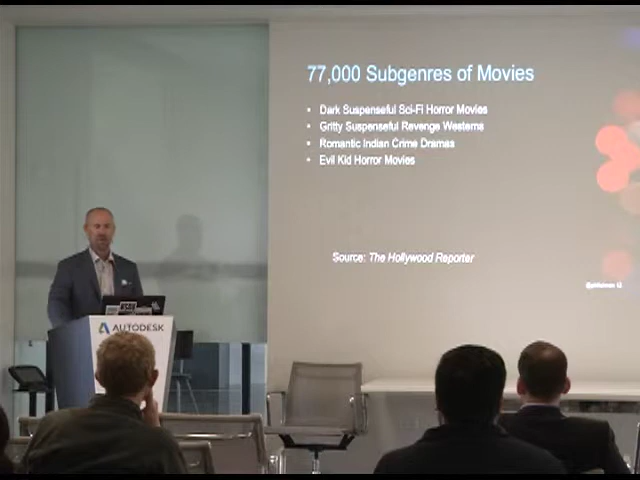 77,000 Subgenres of Movies
• Dark Suspenseful Sci-Fi Horror Movies
• Gritty Suspenseful Revenge Westerns
• Romantic Indian Crime Dramas
• Evil Kid Horror Movies
Source: The Hollywood Reporter
AUTODESK